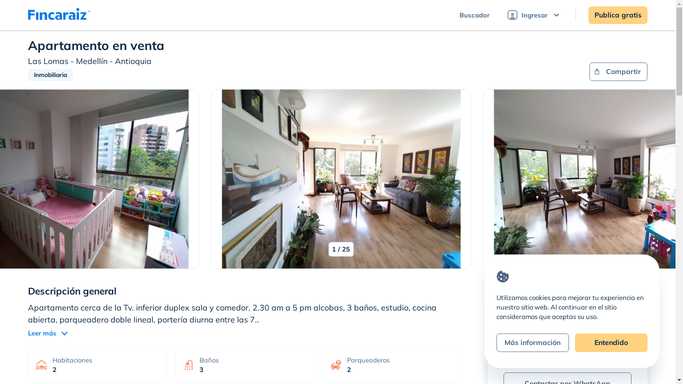 Fincaraiz
Buscador
Ingresar
Publica gratis
Apartamento en venta
Las Lomas - Medellín - Antioquia
Inmobiliaria
Compartir
1 / 25
Descripción general
Apartamento cerca de la Tv. inferior duplex sala y comedor. 2,30 am a 5 pm alcobas, 3 baños, estudio, cocina
abierta, parqueadero doble lineal, portería diurna entre las 7...
Leer más
Habitaciones
2
Baños
3
Parqueaderos
2
Utilizamos cookies para mejorar tu experiencia en
nuestro sitio web. Al continuar en el sitio
consideramos que aceptas su uso.
Más información
Entendido
Contactar por WhatsApp